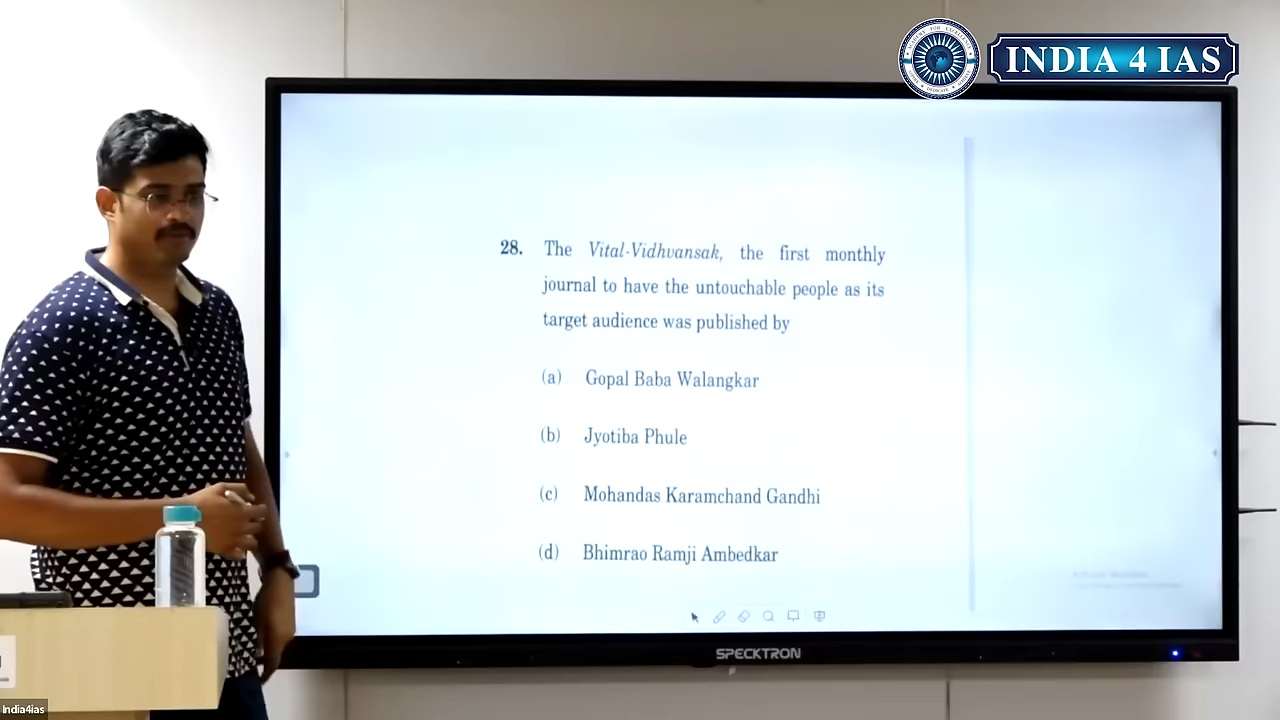 INDIA 4 IAS
28. The Vital-Vidhvansak, the first monthly
journal to have the untouchable people as its
target audience was published by
(a) Gopal Baba Walangkar
(b) Jyotiba Phule
(c) Mohandas Karamchand Gandhi
(d) Bhimrao Ramji Ambedkar
SPECKTRON
India4ias